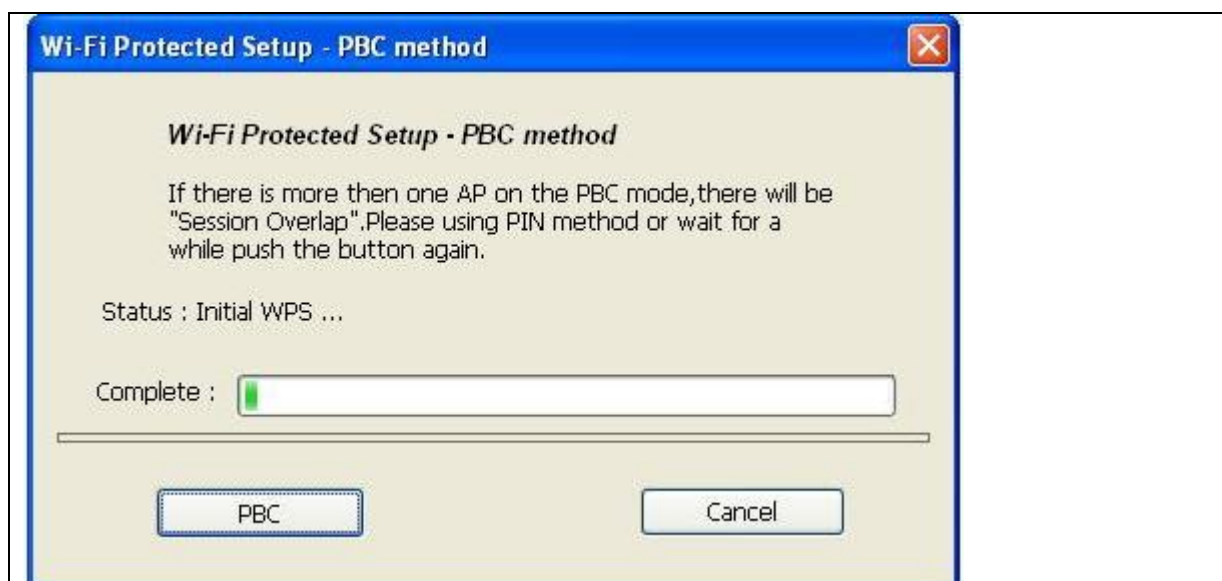 Wi-Fi Protected Setup - PBC method
Wi-Fi Protected Setup - PBC method
If there is more then one AP on the PBC mode,there will be
"Session Overlap".Please using PIN method or wait for a
while push the button again.
Status : Initial WPS ...
Complete :
PBC
Cancel